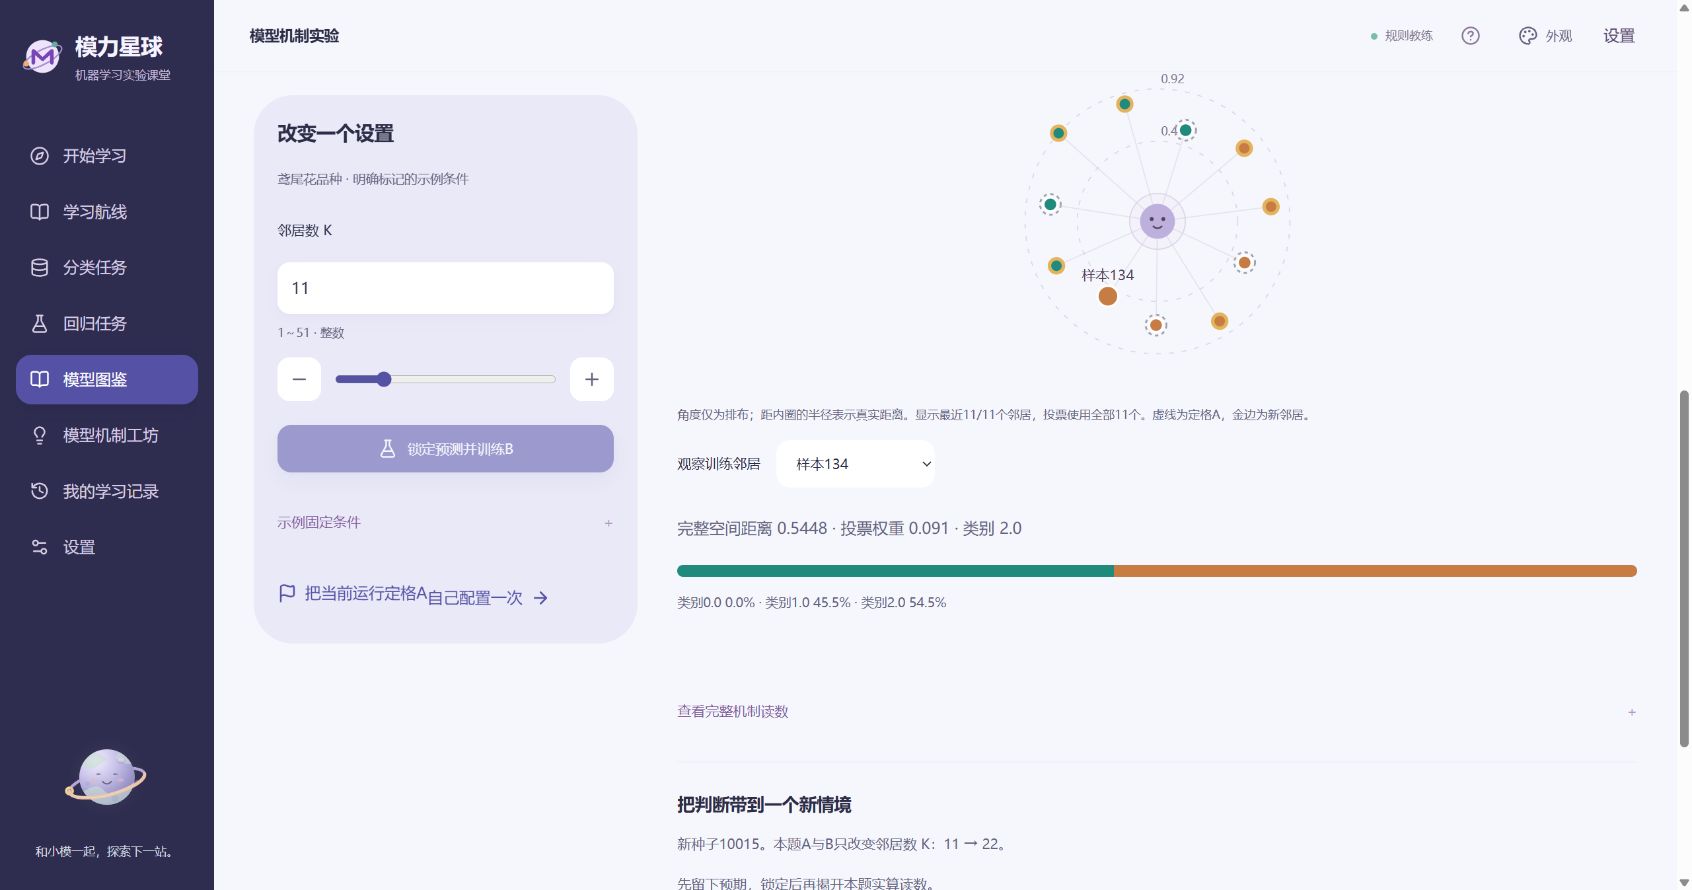 模力星球
机器学习实验课堂
开始学习
学习航线
分类任务
回归任务
模型图鉴
模型机制工坊
我的学习记录
设置
和小模一起，探索下一站。
模型机制实验
规则教练
外观
设置
改变一个设置
鸢尾花品种 · 明确标记的示例条件
邻居数 K
11
1 ~ 51 · 整数
锁定预测并训练B
示例固定条件
把当前运行定格A自己配置一次
0.92
0.4
样本134
角度仅为排布；距内圈的半径表示真实距离。显示最近11/11个邻居，投票使用全部11个。虚线为定格A，金边为新邻居。
观察训练邻居
样本134
完整空间距离 0.5448 · 投票权重 0.091 · 类别 2.0
类别0.0 0.0% · 类别1.0 45.5% · 类别2.0 54.5%
查看完整机制读数
把判断带到一个新情境
新种子10015。本题A与B只改变邻居数 K：11 → 22。
先留下预期，锁定后再揭开本题实算读数。